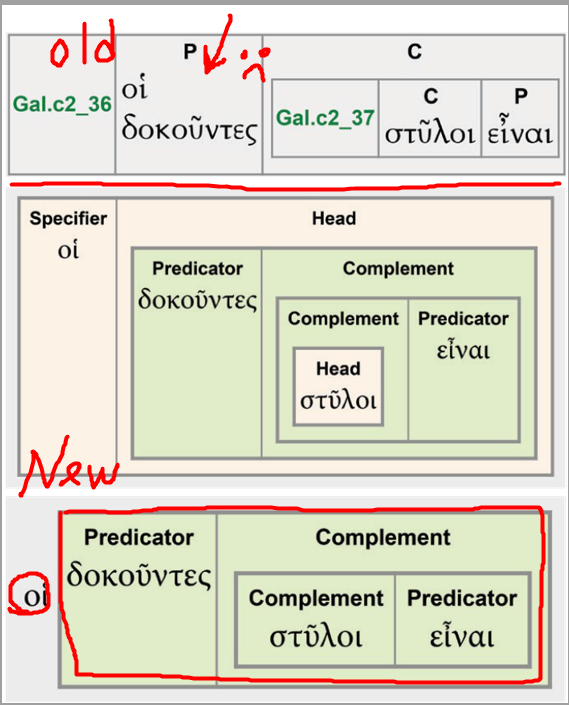 old
P
C
Gal.c2_36
οἱ
δοκοῦντες
Gal.c2_37
C
P
στῦλοι
εἶναι
Specifier
Head
οἱ
Predicator
Complement
δοκοῦντες
Complement
Predicator
εἶναι
Head
στῦλοι
New
Predicator
Complement
οἱ
δοκοῦντες
Complement
Predicator
στῦλοι
εἶναι